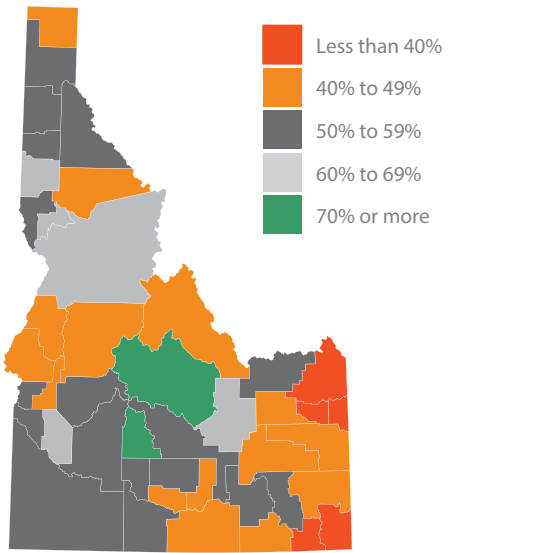 Less than 40%
40% to 49%
50% to 59%
60% to 69%
70% or more